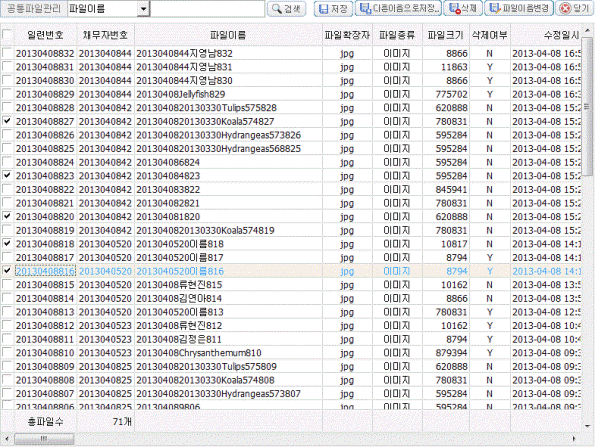 공통파일관리 파일이름 검색 저장 다른이음으로저장.. 삭제 파일이름변경 닫기
일련번호 채무자번호 파일이름 파일확장자 파일종류 파일크기 삭제여부 수정일시
20130408832 2013040844 2013040844지영남832 jpg 이미지 8866 N 2013-04-08 16:5
20130408831 2013040844 2013040844지영남831 jpg 이미지 11863 Y 2013-04-08 16:5
20130408830 2013040844 2013040844지영남830 jpg 이미지 8866 Y 2013-04-08 16:5
20130408829 2013040844 20130408Jellyfish829 jpg 이미지 775702 Y 2013-04-08 16:3
20130408828 2013040842 2013040820130330Tulips575828 jpg 이미지 620888 N 2013-04-08 15:2
20130408827 2013040842 2013040820130330Koala574827 jpg 이미지 780831 N 2013-04-08 15:2
20130408826 2013040842 2013040820130330Hydrangeas573826 jpg 이미지 595284 N 2013-04-08 15:2
20130408825 2013040842 2013040820130330Hydrangeas568825 jpg 이미지 595284 N 2013-04-08 15:2
20130408824 2013040842 201304086824 jpg 이미지 595284 N 2013-04-08 15:2
20130408823 2013040842 201304084823 jpg 이미지 595284 N 2013-04-08 15:2
20130408822 2013040842 201304083822 jpg 이미지 845941 N 2013-04-08 15:2
20130408821 2013040842 201304082821 jpg 이미지 780831 N 2013-04-08 15:2
20130408820 2013040842 201304081820 jpg 이미지 620888 N 2013-04-08 15:2
20130408819 2013040842 2013040820130330Koala574819 jpg 이미지 780831 N 2013-04-08 15:2
20130408818 2013040520 2013040520이름818 jpg 이미지 10817 N 2013-04-08 14:1
20130408817 2013040520 2013040520이름817 jpg 이미지 8794 Y 2013-04-08 14:1
20130408816 2013040520 2013040520이름816 jpg 이미지 8794 Y 2013-04-08 14:1
20130408815 2013040520 20130408류현진815 jpg 이미지 10162 N 2013-04-08 13:5
20130408814 2013040520 20130408김연아814 jpg 이미지 8866 N 2013-04-08 13:5
20130408813 2013040520 2013040520이름813 jpg 이미지 780831 Y 2013-04-08 12:5
20130408812 2013040523 20130408류현진812 jpg 이미지 10162 Y 2013-04-08 10:4
20130408811 2013040523 20130408김정은811 jpg 이미지 8794 Y 2013-04-08 10:4
20130408810 2013040523 20130408Chrysanthemum810 jpg 이미지 879394 Y 2013-04-08 09:3
20130408809 2013040825 2013040820130330Tulips575809 jpg 이미지 620888 N 2013-04-08 09:3
20130408808 2013040825 2013040820130330Koala574808 jpg 이미지 780831 N 2013-04-08 09:3
20130408807 2013040825 2013040820130330Hydrangeas573807 jpg 이미지 595284 N 2013-04-08 09:3
20130408806 2013040825 201304089806 jpg 이미지 595284 N 2013-04-08 09:3
총파일수 71개